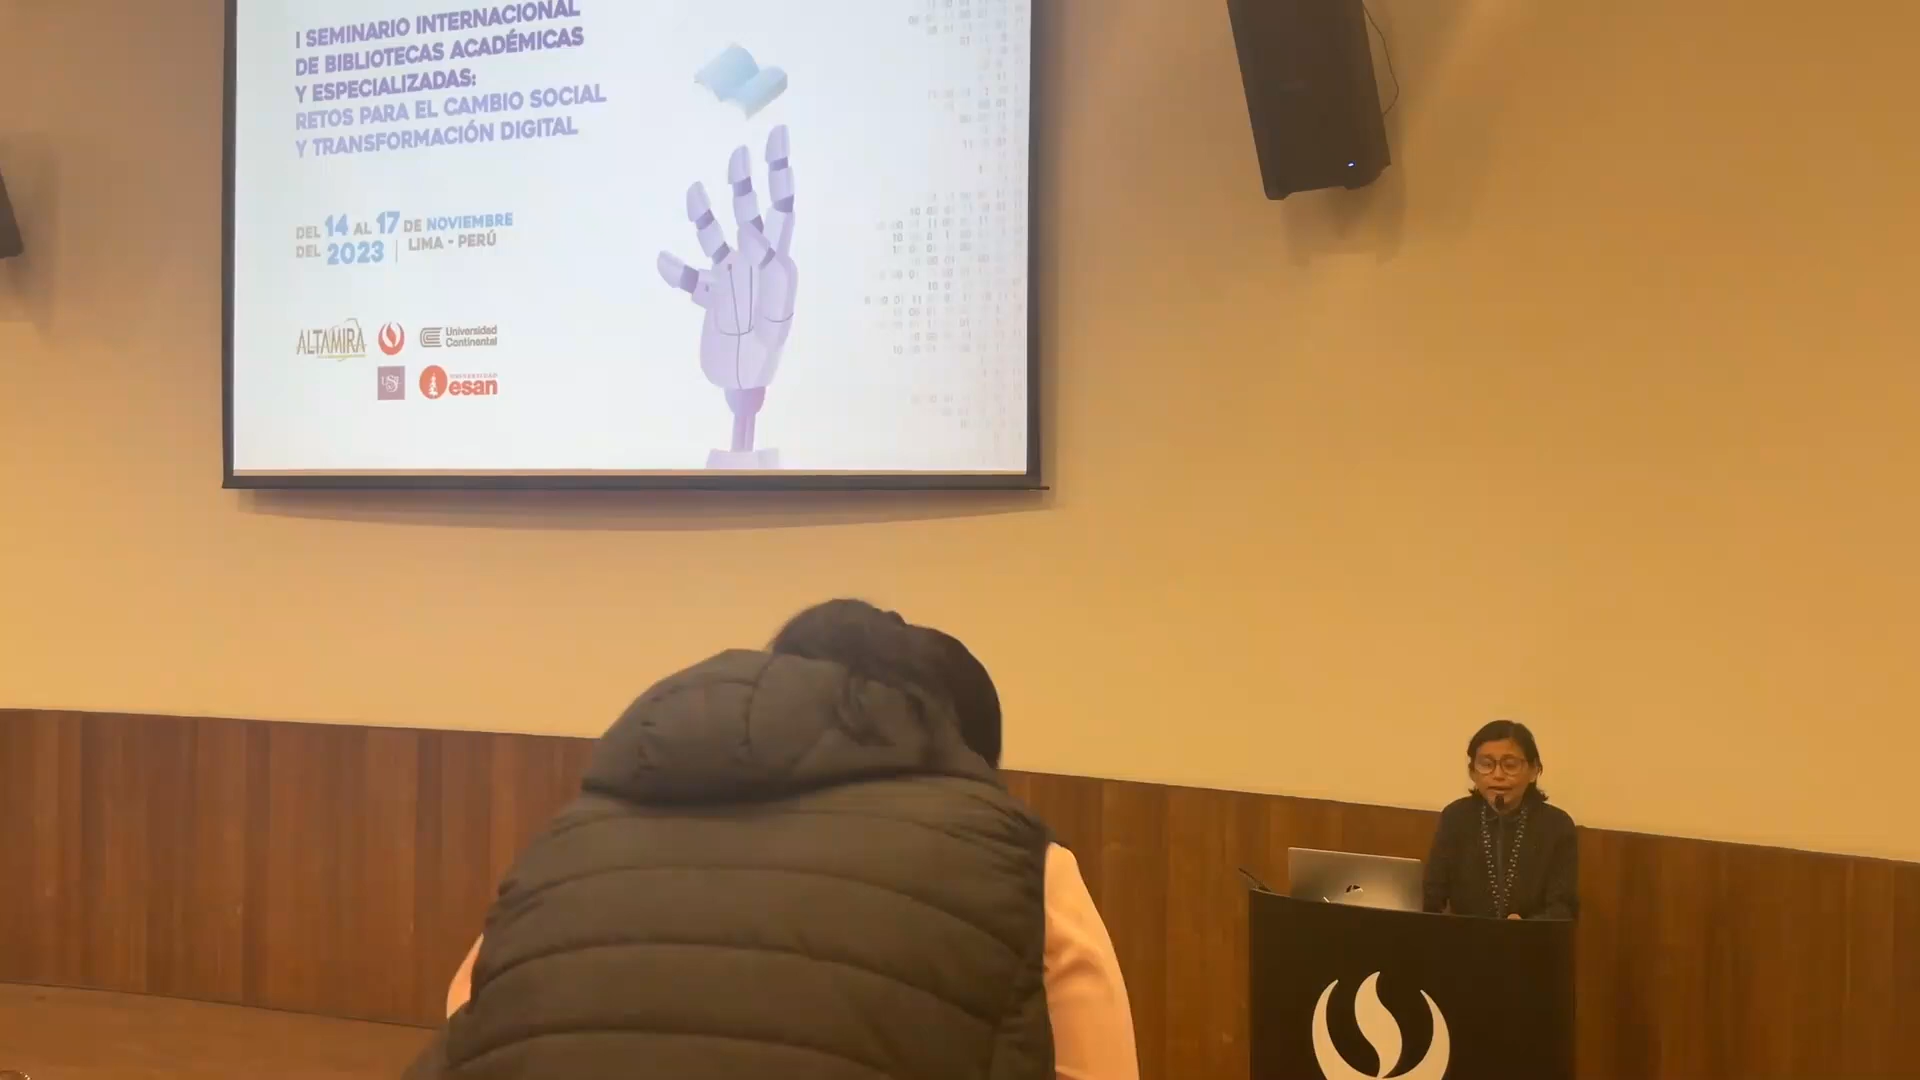 I SEMINARIO INTERNACIONAL
DE BIBLIOTECAS ACADÉMICAS
Y ESPECIALIZADAS:
RETOS PARA EL CAMBIO SOCIAL
Y TRANSFORMACIÓN DIGITAL
DEL 14 AL 17 DE NOVIEMBRE
DEL 2023 | LIMA - PERÚ
ALTAMIRA
Universidad
Continental
UNIVERSIDAD
esan